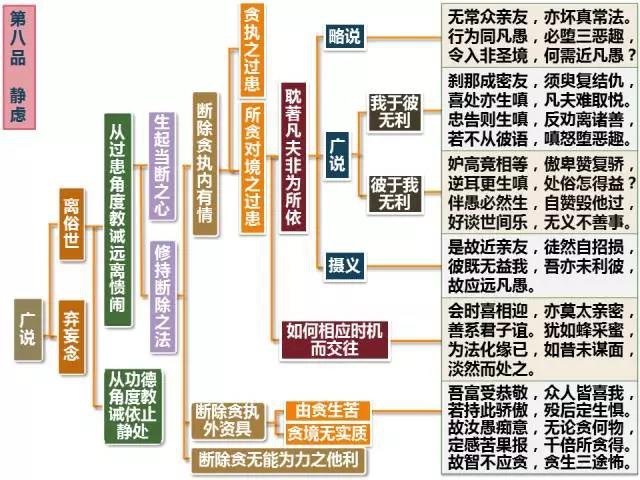 第八品 静虑
广说
离俗世
弃妄念
从过患角度教诫远离愦闹
从功德角度教诫依止静处
生起当断之心
修持断除之法
断除贪执内有情
断除贪执外资具
断除贪无能为力之他利
贪执之过患
所贪对境之过患
由贪生苦
贪境无实质
耽著凡夫非为所依
如何相应时机而交往
略说
广说
摄义
我于彼无利
彼于我无利
无常众亲友，亦坏真常法。
行为同凡愚，必堕三恶趣，
令入非圣境，何需近凡愚？
刹那成密友，须臾复结仇，
喜处亦生嗔，凡夫难取悦。
忠告则生嗔，反劝离诸善，
若不从彼语，嗔怒堕恶趣。
妒高竞相等，傲卑赞复骄，
逆耳更生嗔，处俗怎得益？
伴愚必然生，自赞毁他过，
好谈世间乐，无义不善事。
是故近亲友，徒然自招损，
彼既无益我，吾亦未利彼，
故应远凡愚。
会时喜相迎，亦莫太亲密，
善系君子谊。犹如蜂采蜜，
为法化缘已，如昔未谋面，
淡然而处之。
吾富受恭敬，众人皆喜我，
若持此骄傲，殁后定生惧。
故汝愚痴意，无论贪何物，
定感苦果报，千倍所贪得。
故智不应贪，贪生三途怖。